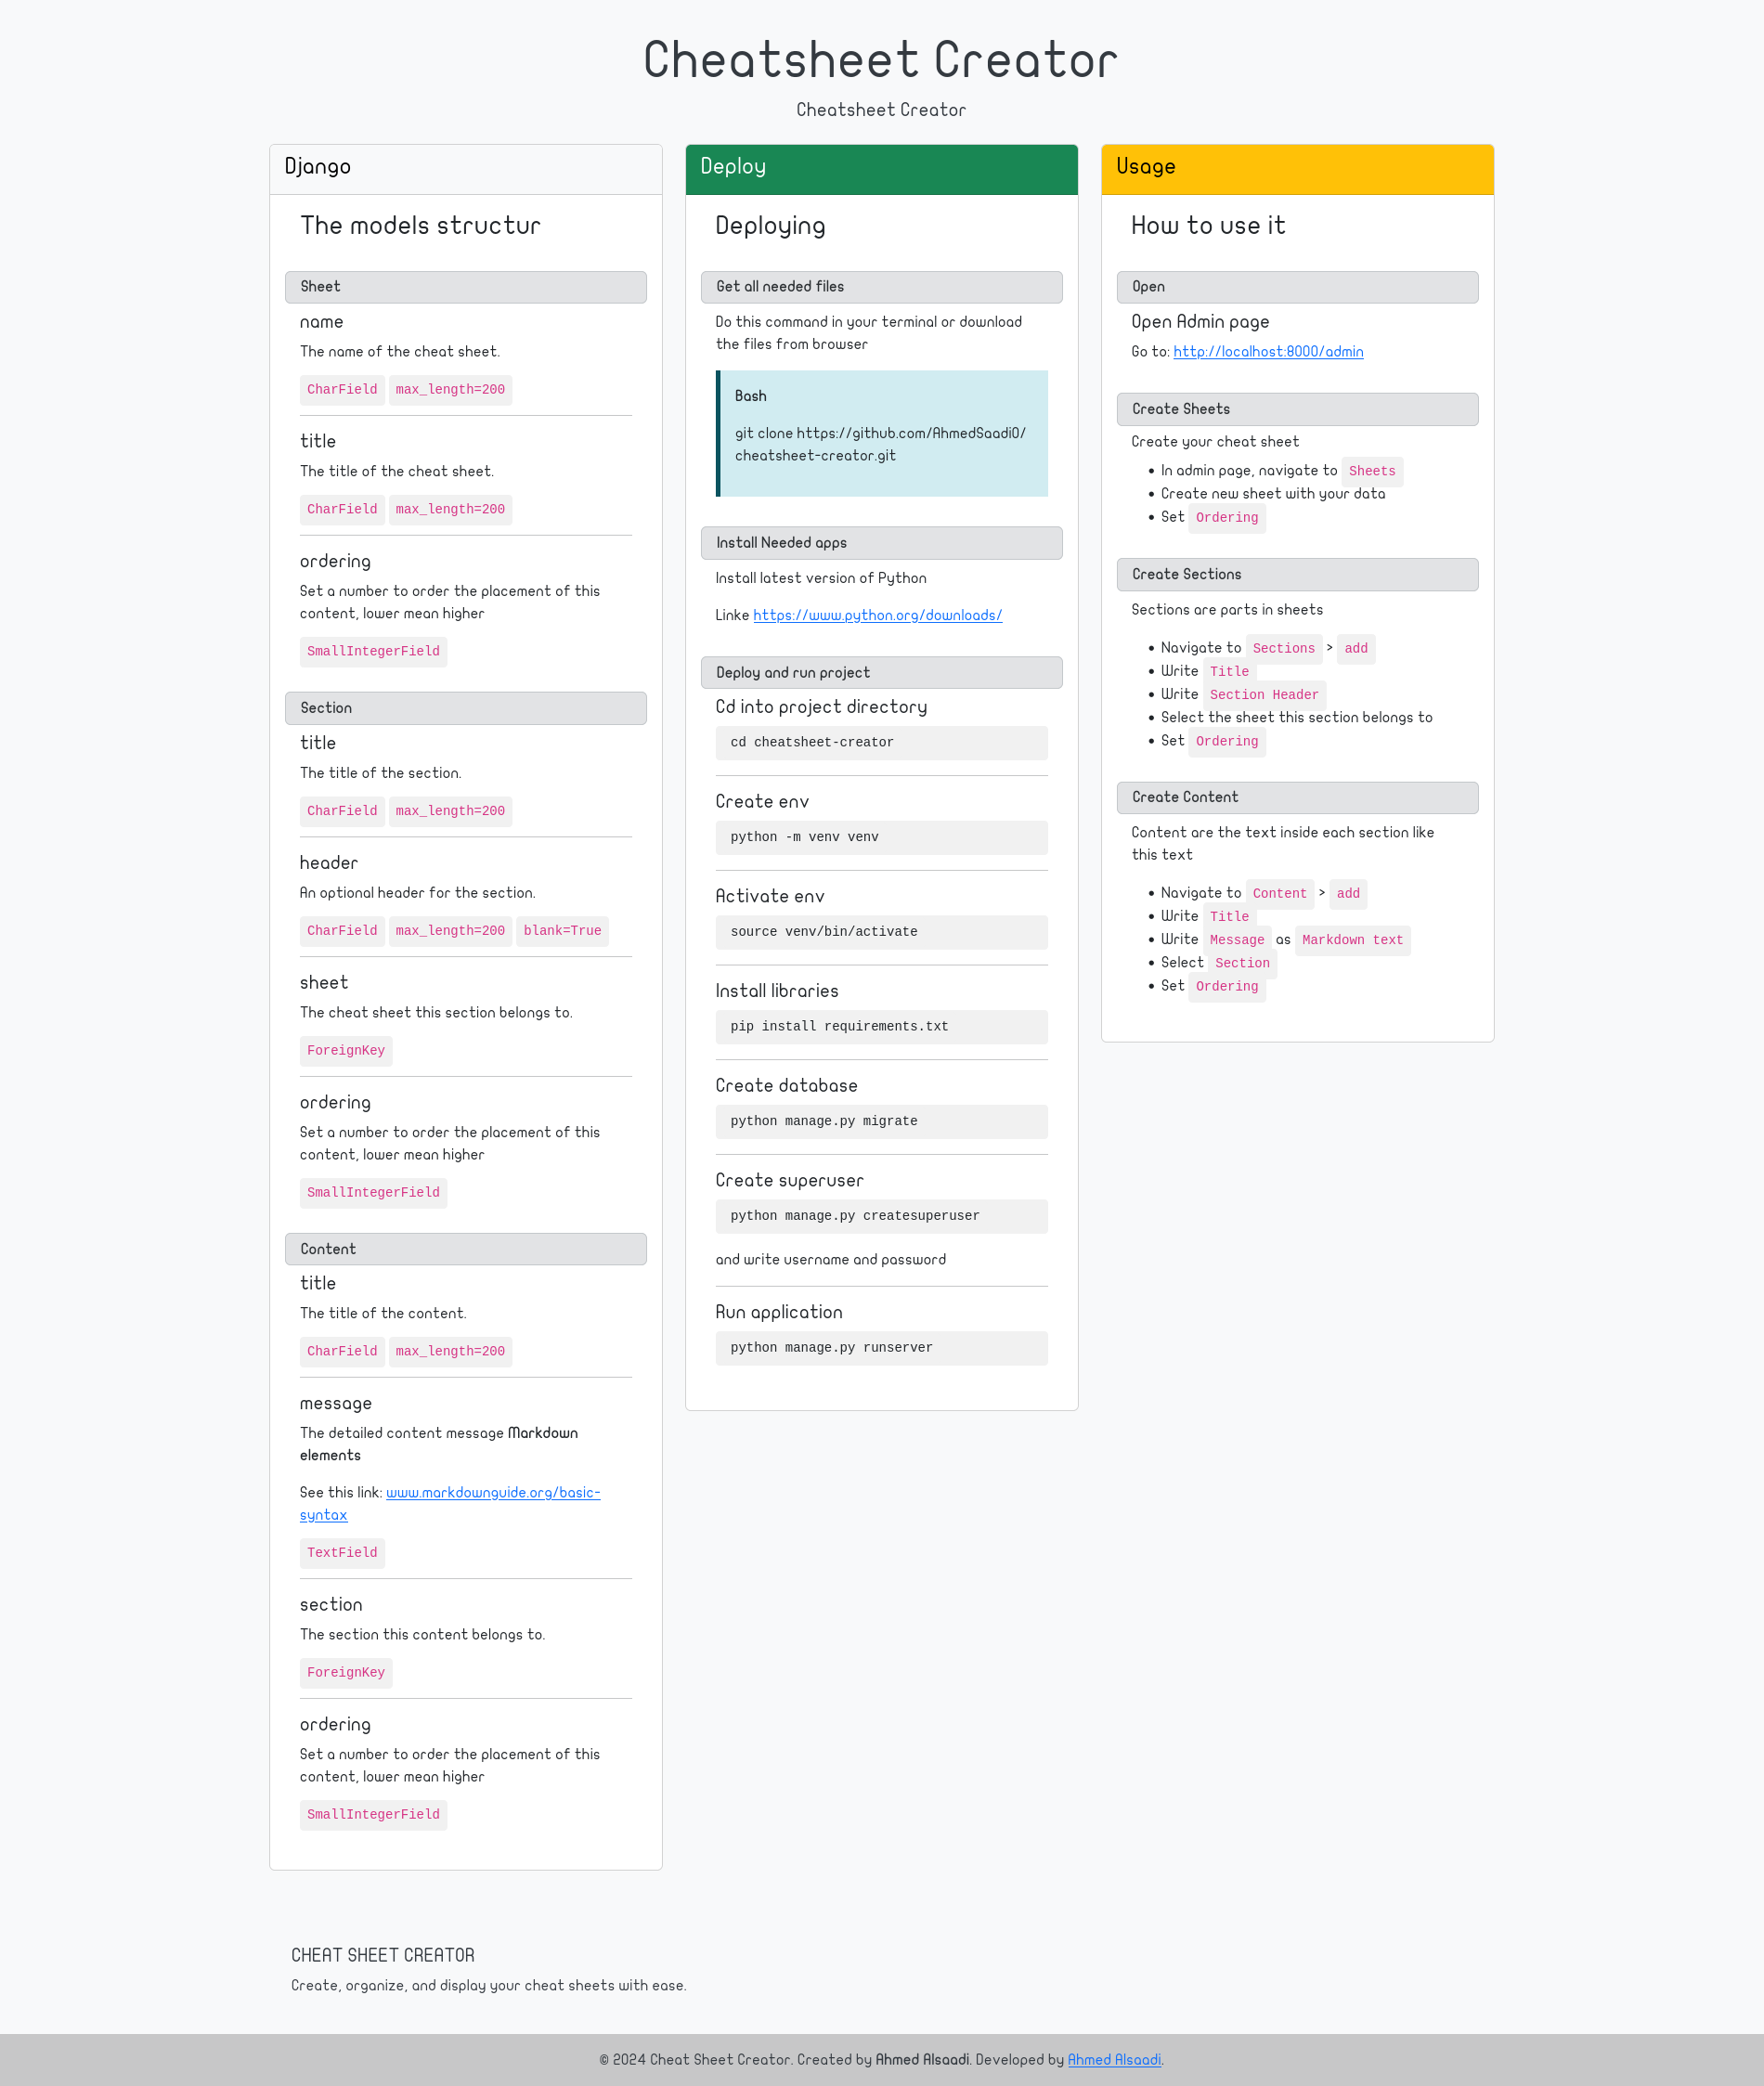 Cheatsheet Creator
Cheatsheet Creator
Django
The models structur
Sheet
name
The name of the cheat sheet.
CharField max_length=200
title
The title of the cheat sheet.
CharField max_length=200
ordering
Set a number to order the placement of this
content, lower mean higher
SmallIntegerField
Section
title
The title of the section.
CharField max_length=200
header
An optional header for the section.
CharField max_length=200 blank=True
sheet
The cheat sheet this section belongs to.
ForeignKey
ordering
Set a number to order the placement of this
content, lower mean higher
SmallIntegerField
Content
title
The title of the content.
CharField max_length=200
message
The detailed content message Markdown
elements
See this link: www.markdownguide.org/basic-
syntax
TextField
section
The section this content belongs to.
ForeignKey
ordering
Set a number to order the placement of this
content, lower mean higher
SmallIntegerField
Deploy
Deploying
Get all needed files
Do this command in your terminal or download
the files from browser
Bash
git clone https://github.com/AhmedSaadi0/
cheatsheet-creator.git
Install Needed apps
Install latest version of Python
Linke https://www.python.org/downloads/
Deploy and run project
Cd into project directory
cd cheatsheet-creator
Create env
python -m venv venv
Activate env
source venv/bin/activate
Install libraries
pip install requirements.txt
Create database
python manage.py migrate
Create superuser
python manage.py createsuperuser
and write username and password
Run application
python manage.py runserver
Usage
How to use it
Open
Open Admin page
Go to: http://localhost:8000/admin
Create Sheets
Create your cheat sheet
• In admin page, navigate to Sheets
• Create new sheet with your data
• Set Ordering
Create Sections
Sections are parts in sheets
• Navigate to Sections > add
• Write Title
• Write Section Header
• Select the sheet this section belongs to
• Set Ordering
Create Content
Content are the text inside each section like
this text
• Navigate to Content > add
• Write Title
• Write Message as Markdown text
• Select Section
• Set Ordering
CHEAT SHEET CREATOR
Create, organize, and display your cheat sheets with ease.
© 2024 Cheat Sheet Creator. Created by Ahmed Alsaadi. Developed by Ahmed Alsaadi.